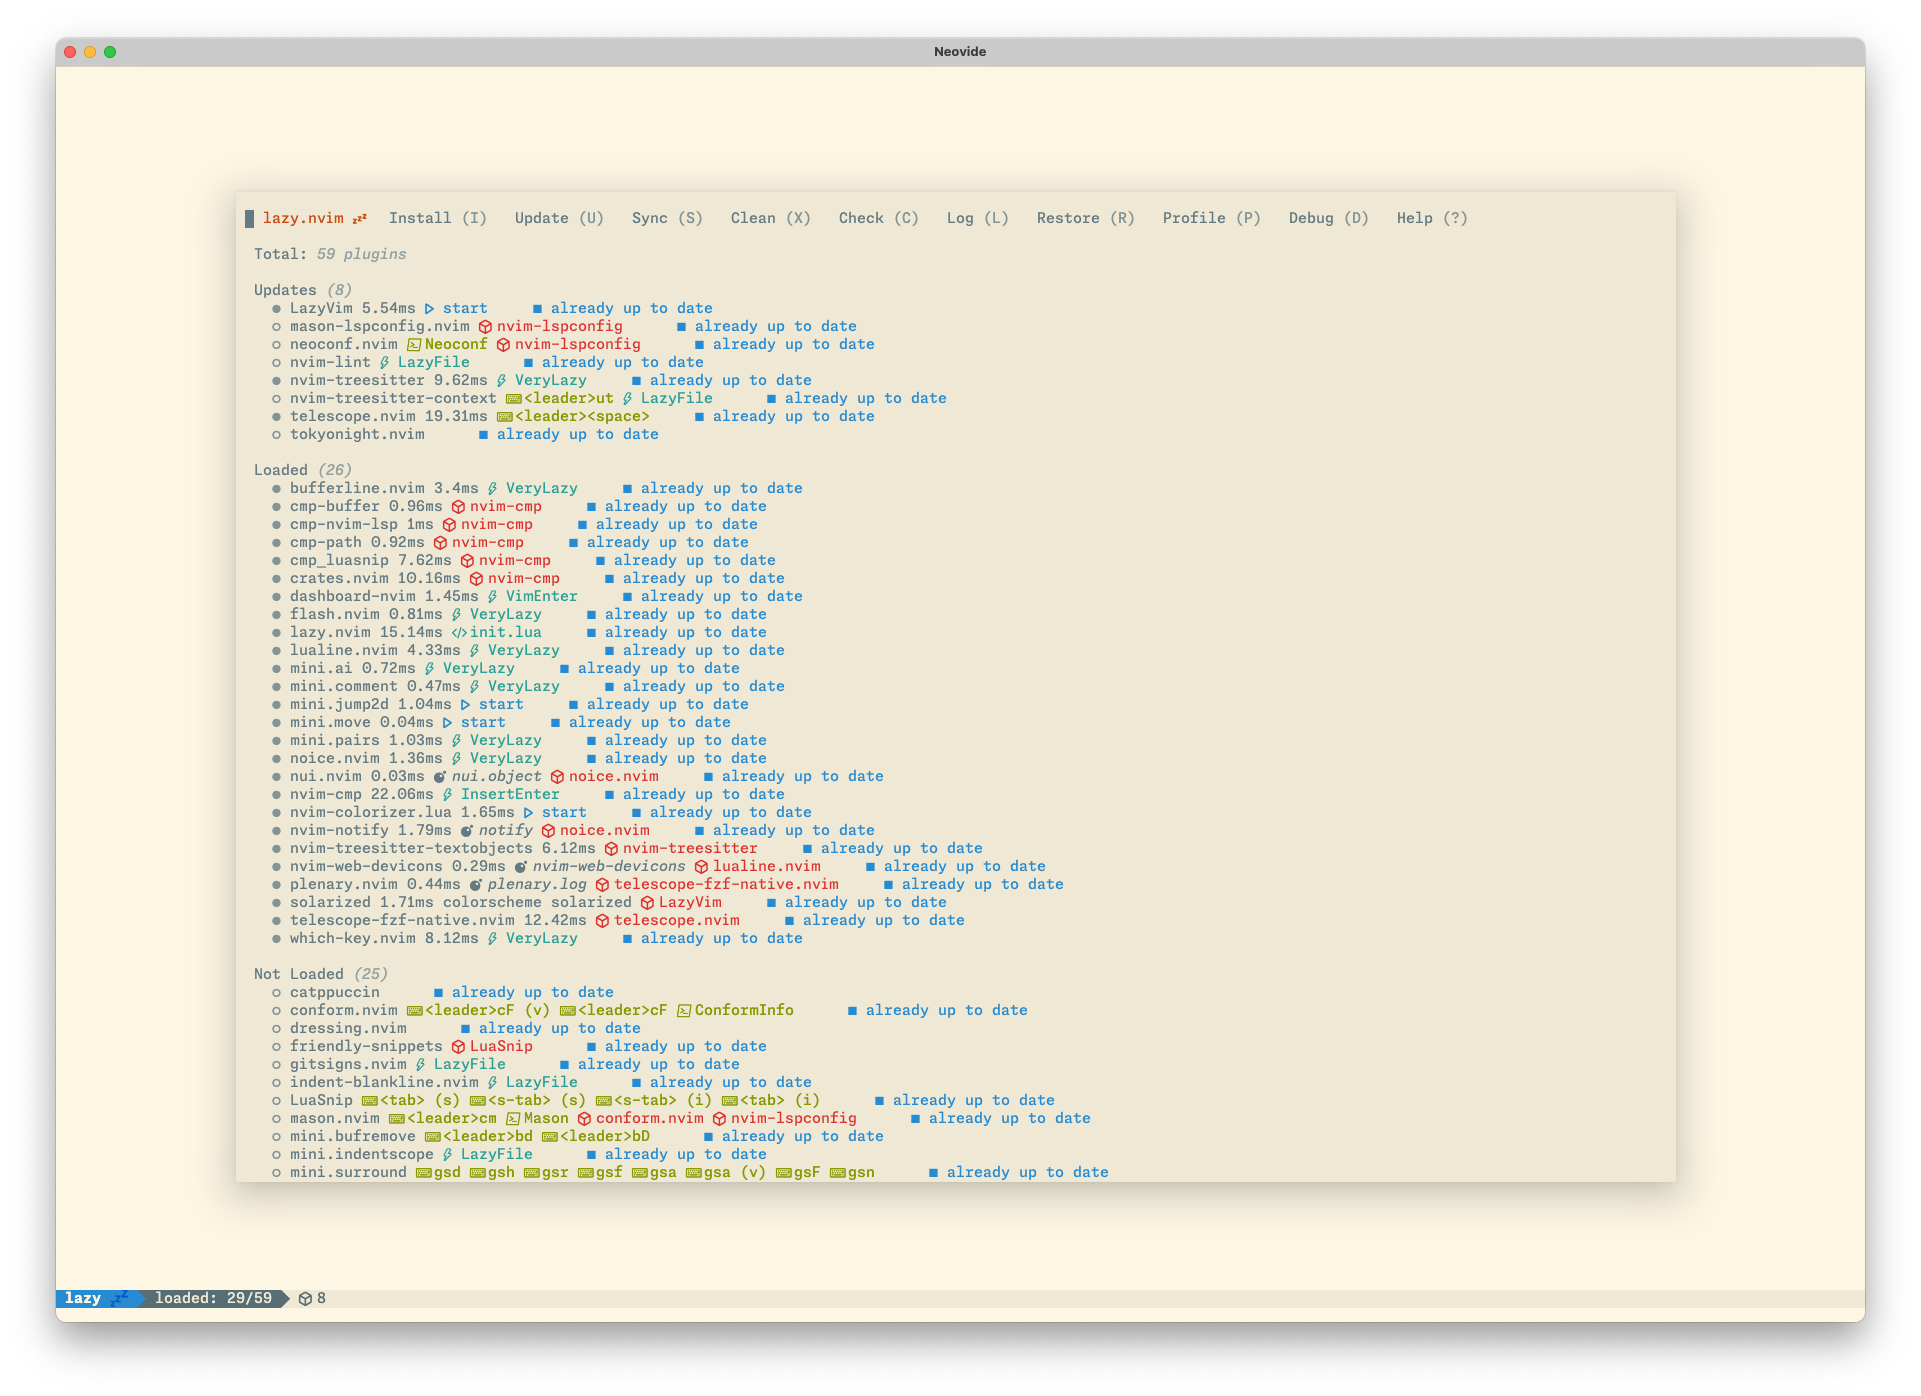 Neovide
lazy.nvim 💤 Install (I) Update (U) Sync (S) Clean (X) Check (C) Log (L) Restore (R) Profile (P) Debug (D) Help (?)
Total: 59 plugins
Updates (8)
● LazyVim 5.54ms ▷ start ■ already up to date
○ mason-lspconfig.nvim nvim-lspconfig ■ already up to date
○ neoconf.nvim Neoconf nvim-lspconfig ■ already up to date
○ nvim-lint LazyFile ■ already up to date
● nvim-treesitter 9.62ms VeryLazy ■ already up to date
○ nvim-treesitter-context <leader>ut LazyFile ■ already up to date
● telescope.nvim 19.31ms <leader><space> ■ already up to date
○ tokyonight.nvim ■ already up to date
Loaded (26)
● bufferline.nvim 3.4ms VeryLazy ■ already up to date
● cmp-buffer 0.96ms nvim-cmp ■ already up to date
● cmp-nvim-lsp 1ms nvim-cmp ■ already up to date
● cmp-path 0.92ms nvim-cmp ■ already up to date
● cmp_luasnip 7.62ms nvim-cmp ■ already up to date
● crates.nvim 10.16ms nvim-cmp ■ already up to date
● dashboard-nvim 1.45ms VimEnter ■ already up to date
● flash.nvim 0.81ms VeryLazy ■ already up to date
● lazy.nvim 15.14ms </> init.lua ■ already up to date
● lualine.nvim 4.33ms VeryLazy ■ already up to date
● mini.ai 0.72ms VeryLazy ■ already up to date
● mini.comment 0.47ms VeryLazy ■ already up to date
● mini.jump2d 1.04ms ▷ start ■ already up to date
● mini.move 0.04ms ▷ start ■ already up to date
● mini.pairs 1.03ms VeryLazy ■ already up to date
● noice.nvim 1.36ms VeryLazy ■ already up to date
● nui.nvim 0.03ms nui.object noice.nvim ■ already up to date
● nvim-cmp 22.06ms InsertEnter ■ already up to date
● nvim-colorizer.lua 1.65ms ▷ start ■ already up to date
● nvim-notify 1.79ms notify noice.nvim ■ already up to date
● nvim-treesitter-textobjects 6.12ms nvim-treesitter ■ already up to date
● nvim-web-devicons 0.29ms nvim-web-devicons lualine.nvim ■ already up to date
● plenary.nvim 0.44ms plenary.log telescope-fzf-native.nvim ■ already up to date
● solarized 1.71ms colorscheme solarized LazyVim ■ already up to date
● telescope-fzf-native.nvim 12.42ms telescope.nvim ■ already up to date
● which-key.nvim 8.12ms VeryLazy ■ already up to date
Not Loaded (25)
○ catppuccin ■ already up to date
○ conform.nvim <leader>cF (v) <leader>cF ConformInfo ■ already up to date
○ dressing.nvim ■ already up to date
○ friendly-snippets LuaSnip ■ already up to date
○ gitsigns.nvim LazyFile ■ already up to date
○ indent-blankline.nvim LazyFile ■ already up to date
○ LuaSnip <tab> (s) <s-tab> (s) <s-tab> (i) <tab> (i) ■ already up to date
○ mason.nvim <leader>cm Mason conform.nvim nvim-lspconfig ■ already up to date
○ mini.bufremove <leader>bd <leader>bD ■ already up to date
○ mini.indentscope LazyFile ■ already up to date
○ mini.surround gsd gsh gsr gsf gsa gsa (v) gsF gsn ■ already up to date
lazy 💤 loaded: 29/59 8